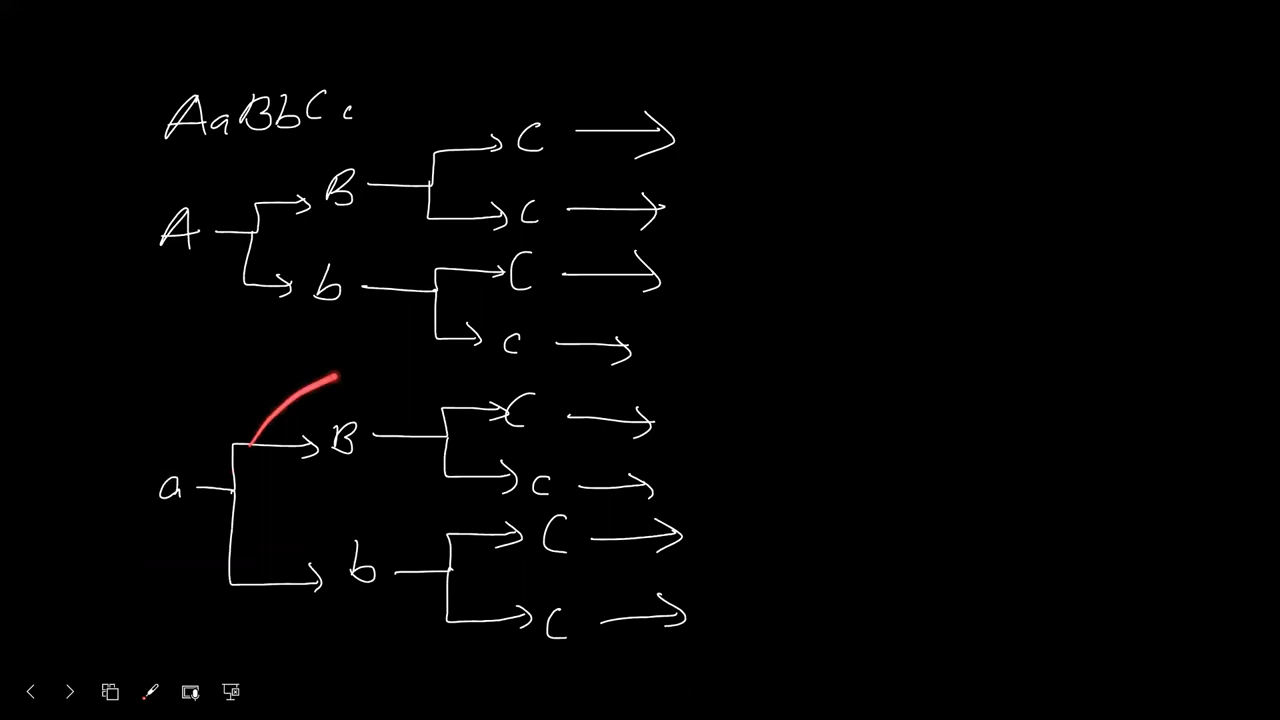 AaBbCc
A → B → C →
c →
b → C →
c →
a → B → C →
c →
b → C →
c →